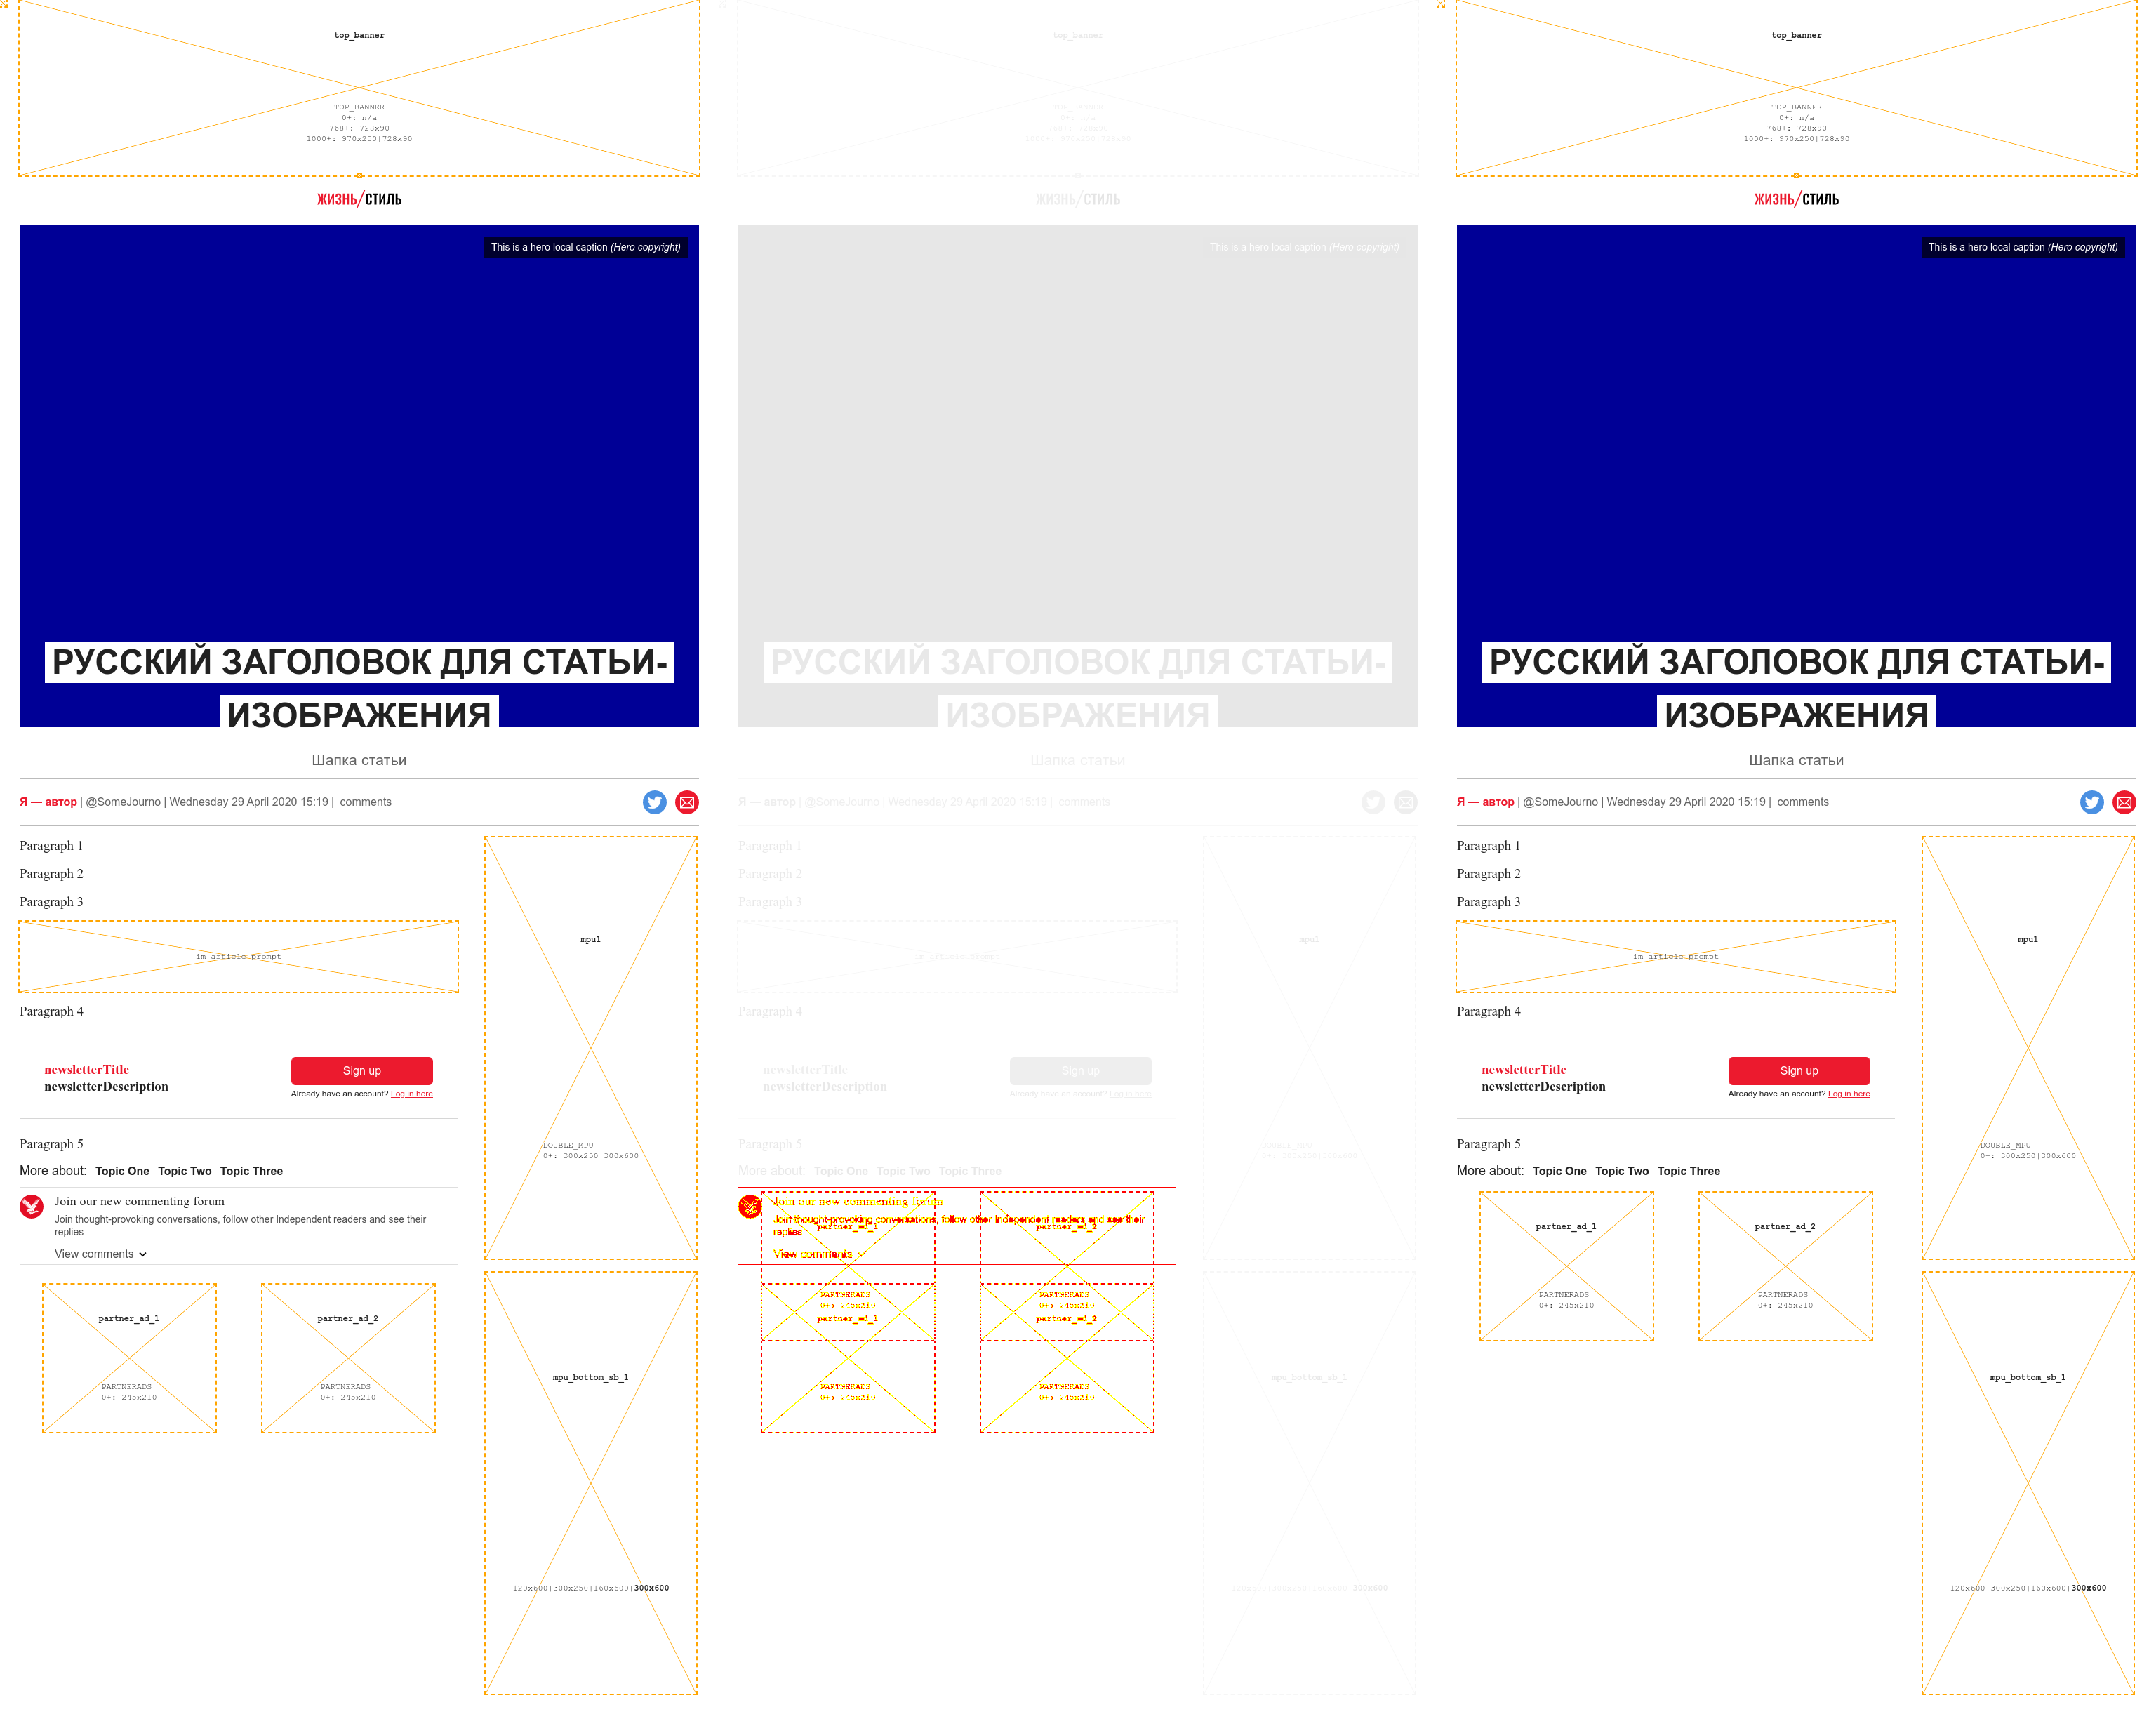 top_banner
TOP_BANNER
0+: n/a
768+: 728x90
1000+: 970x250|728x90
ЖИЗНЬ/СТИЛЬ
This is a hero local caption (Hero copyright)
РУССКИЙ ЗАГОЛОВОК ДЛЯ СТАТЬИ-
ИЗОБРАЖЕНИЯ
Шапка статьи
Я — автор | @SomeJourno | Wednesday 29 April 2020 15:19 | comments
Paragraph 1
Paragraph 2
Paragraph 3
im article prompt
Paragraph 4
newsletterTitle
newsletterDescription
Sign up
Already have an account? Log in here
Paragraph 5
More about: Topic One Topic Two Topic Three
Join our new commenting forum
Join thought-provoking conversations, follow other Independent readers and see their
replies
View comments
partner_ad_1
PARTNERADS
0+: 245x210
partner_ad_2
PARTNERADS
0+: 245x210
mpu1
DOUBLE_MPU
0+: 300x250|300x600
mpu_bottom_sb_1
120x600|300x250|160x600|300x600
top_banner
TOP_BANNER
0+: n/a
768+: 728x90
1000+: 970x250|728x90
ЖИЗНЬ/СТИЛЬ
This is a hero local caption (Hero copyright)
РУССКИЙ ЗАГОЛОВОК ДЛЯ СТАТЬИ-
ИЗОБРАЖЕНИЯ
Шапка статьи
Я — автор | @SomeJourno | Wednesday 29 April 2020 15:19 | comments
Paragraph 1
Paragraph 2
Paragraph 3
im article prompt
Paragraph 4
newsletterTitle
newsletterDescription
Sign up
Already have an account? Log in here
Paragraph 5
More about: Topic One Topic Two Topic Three
Join our new commenting forum
Join thought-provoking conversations, follow other Independent readers and see their
replies
partner_ad_1
partner_ad_2
View comments
PARTNERADS
0+: 245x210
PARTNERADS
0+: 245x210
partner_ad_1
partner_ad_2
PARTNERADS
0+: 245x210
PARTNERADS
0+: 245x210
mpu1
DOUBLE_MPU
0+: 300x250|300x600
mpu_bottom_sb_1
120x600|300x250|160x600|300x600
top_banner
TOP_BANNER
0+: n/a
768+: 728x90
1000+: 970x250|728x90
ЖИЗНЬ/СТИЛЬ
This is a hero local caption (Hero copyright)
РУССКИЙ ЗАГОЛОВОК ДЛЯ СТАТЬИ-
ИЗОБРАЖЕНИЯ
Шапка статьи
Я — автор | @SomeJourno | Wednesday 29 April 2020 15:19 | comments
Paragraph 1
Paragraph 2
Paragraph 3
im article prompt
Paragraph 4
newsletterTitle
newsletterDescription
Sign up
Already have an account? Log in here
Paragraph 5
More about: Topic One Topic Two Topic Three
partner_ad_1
PARTNERADS
0+: 245x210
partner_ad_2
PARTNERADS
0+: 245x210
mpu1
DOUBLE_MPU
0+: 300x250|300x600
mpu_bottom_sb_1
120x600|300x250|160x600|300x600